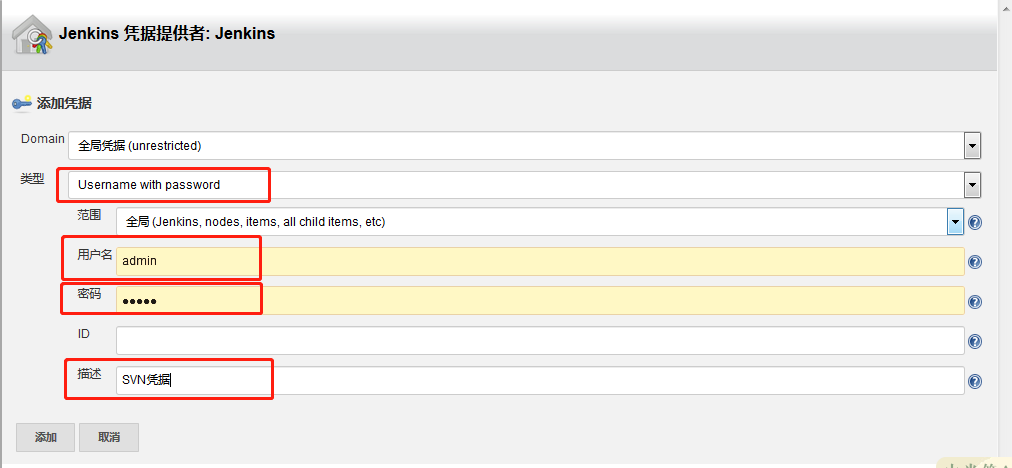 Jenkins 凭据提供者: Jenkins
添加凭据
Domain 全局凭据 (unrestricted)
类型 Username with password
范围 全局 (Jenkins, nodes, items, all child items, etc)
用户名 admin
密码 •••••
ID
描述 SVN凭据
添加 取消